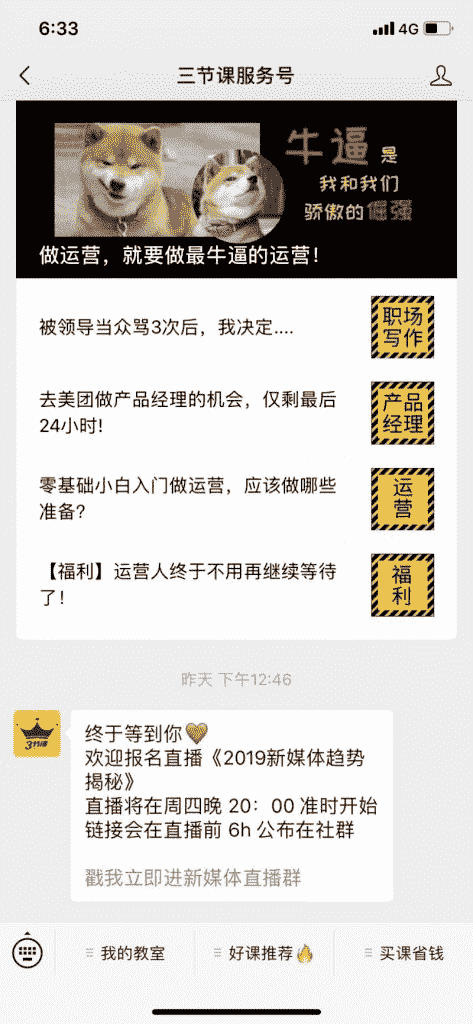 6:33
4G
三节课服务号
牛逼是
我和我们
骄傲的倔强
做运营，就要做最牛逼的运营！
被领导当众骂3次后，我决定....
职场
写作
去美团做产品经理的机会，仅剩最后
24小时!
产品
经理
零基础小白入门做运营，应该做哪些
准备?
运
营
【福利】运营人终于不用再继续等待
了！
福
利
昨天 下午12:46
3节课
终于等到你💛
欢迎报名直播《2019新媒体趋势
揭秘》
直播将在周四晚 20：00 准时开始
链接会在直播前 6h 公布在社群
戳我立即进新媒体直播群
我的教室
好课推荐🔥
买课省钱